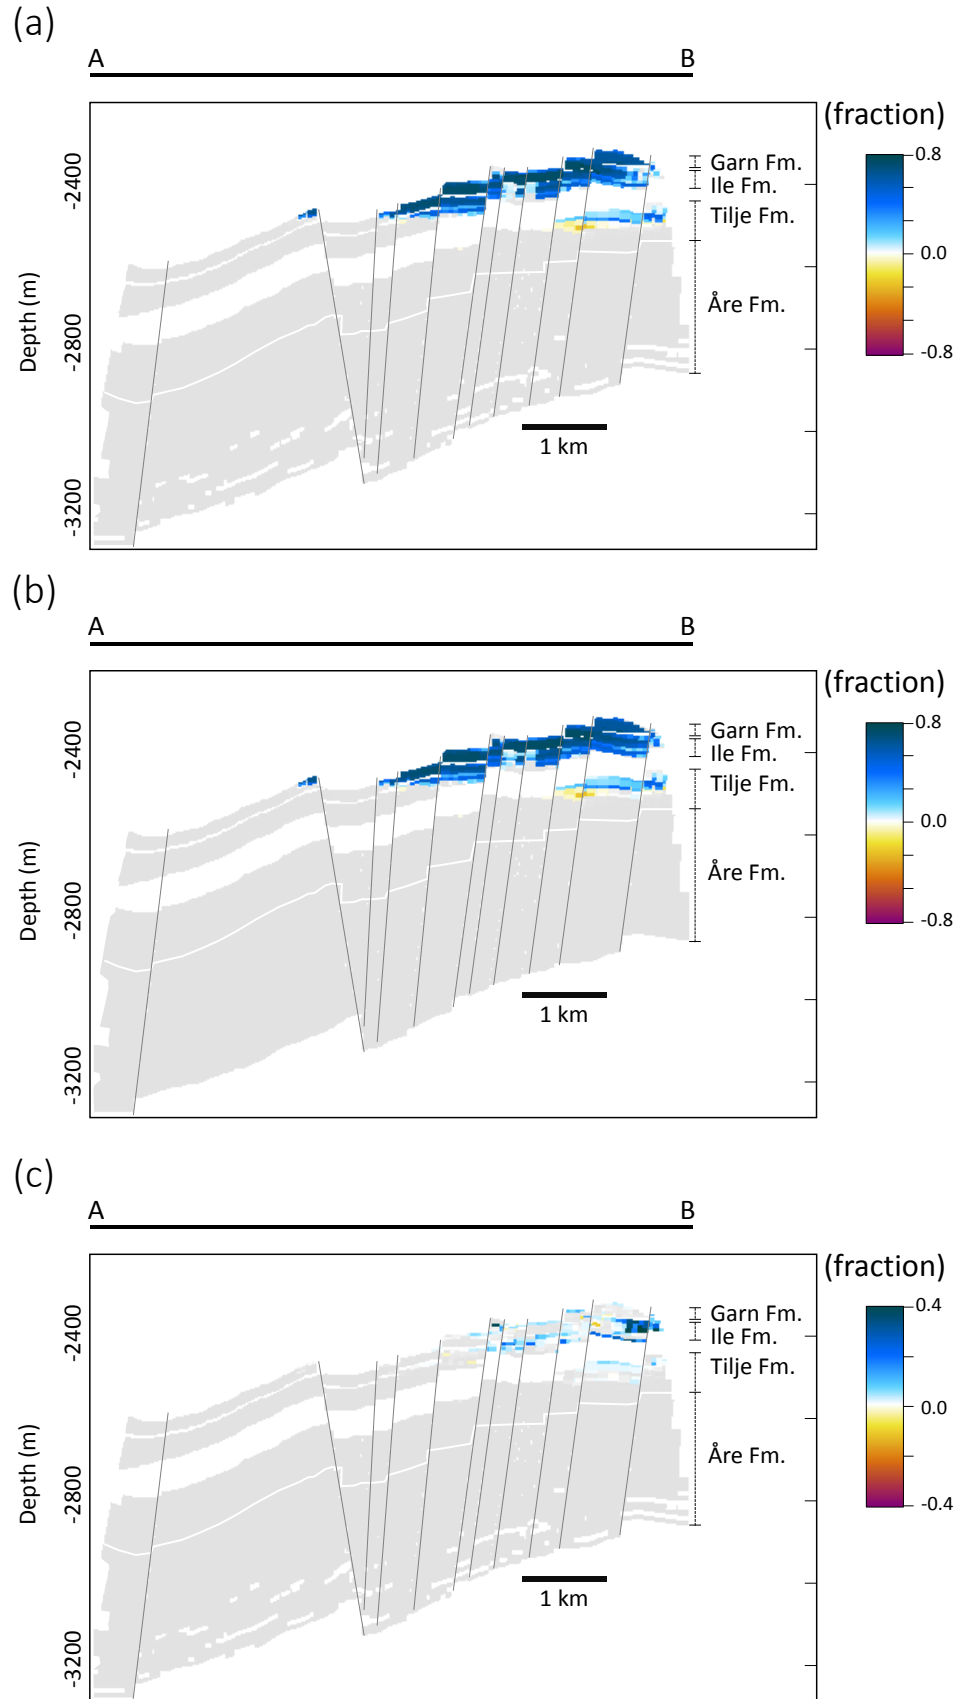 (a)
A B
(fraction)
0.8
0.0
-0.8
Garn Fm.
Ile Fm.
Tilje Fm.
Åre Fm.
Depth (m)
-2400
-2800
-3200
1 km
(b)
A B
(fraction)
0.8
0.0
-0.8
Garn Fm.
Ile Fm.
Tilje Fm.
Åre Fm.
Depth (m)
-2400
-2800
-3200
1 km
(c)
A B
(fraction)
0.4
0.0
-0.4
Garn Fm.
Ile Fm.
Tilje Fm.
Åre Fm.
Depth (m)
-2400
-2800
-3200
1 km